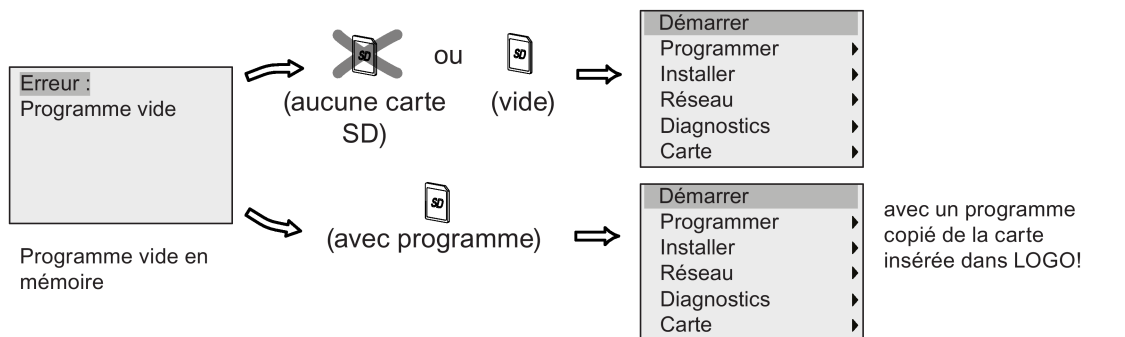 Erreur :
Programme vide
Programme vide en
mémoire
SD
ou
SD
(aucune carte
SD)
(vide)
Démarrer
Programmer
Installer
Réseau
Diagnostics
Carte
SD
(avec programme)
Démarrer
Programmer
Installer
Réseau
Diagnostics
Carte
avec un programme
copié de la carte
insérée dans LOGO!